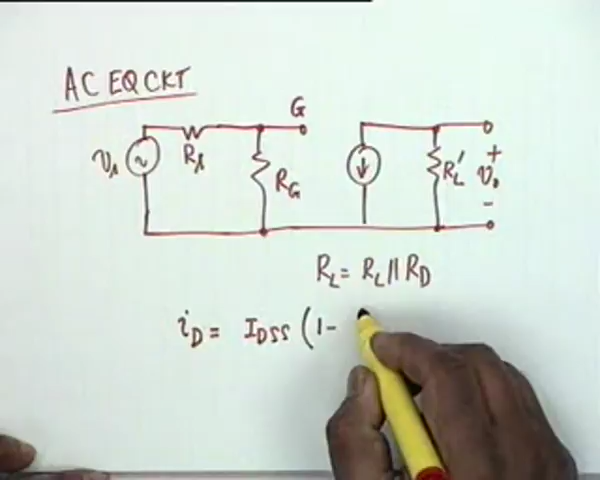 AC EQ CKT
G
Rs
RG
RL'
+
vs
~
vo
-
RL = RL || RD
iD = IDSS (1-